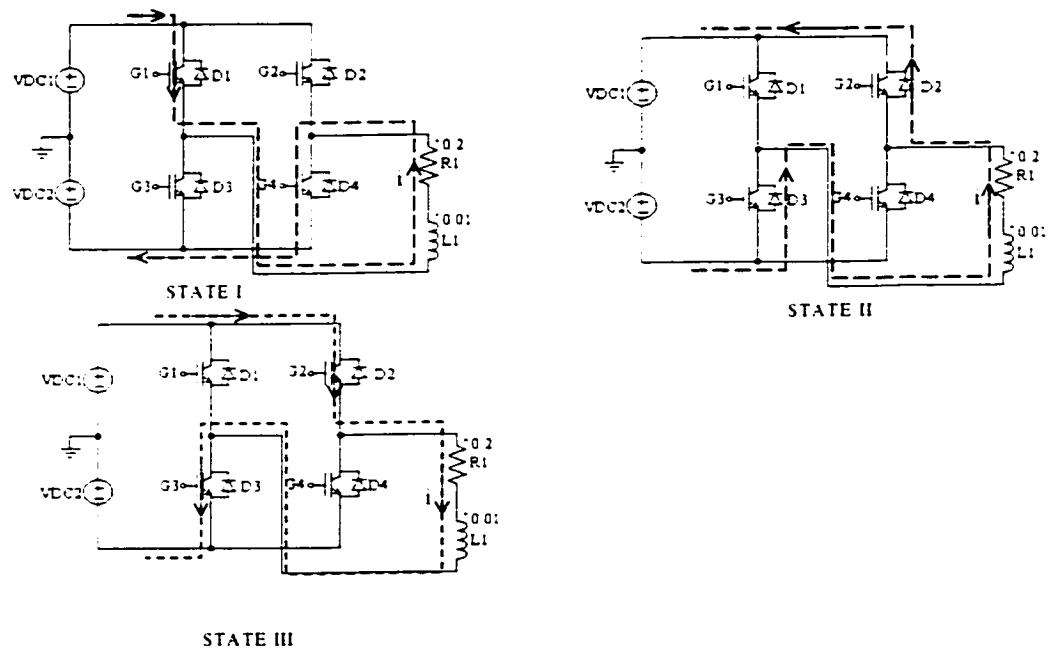 G1 D1 G2 D2
VDC1
G3 D3 G4 D4
VDC2
i
0.2
R1
0.01
L1
STATE I
G1 D1 G2 D2
VDC1
G3 D3 G4 D4
VDC2
i
0.2
R1
0.01
L1
STATE II
G1 D1 G2 D2
VDC1
G3 D3 G4 D4
VDC2
i
0.2
R1
0.01
L1
STATE III